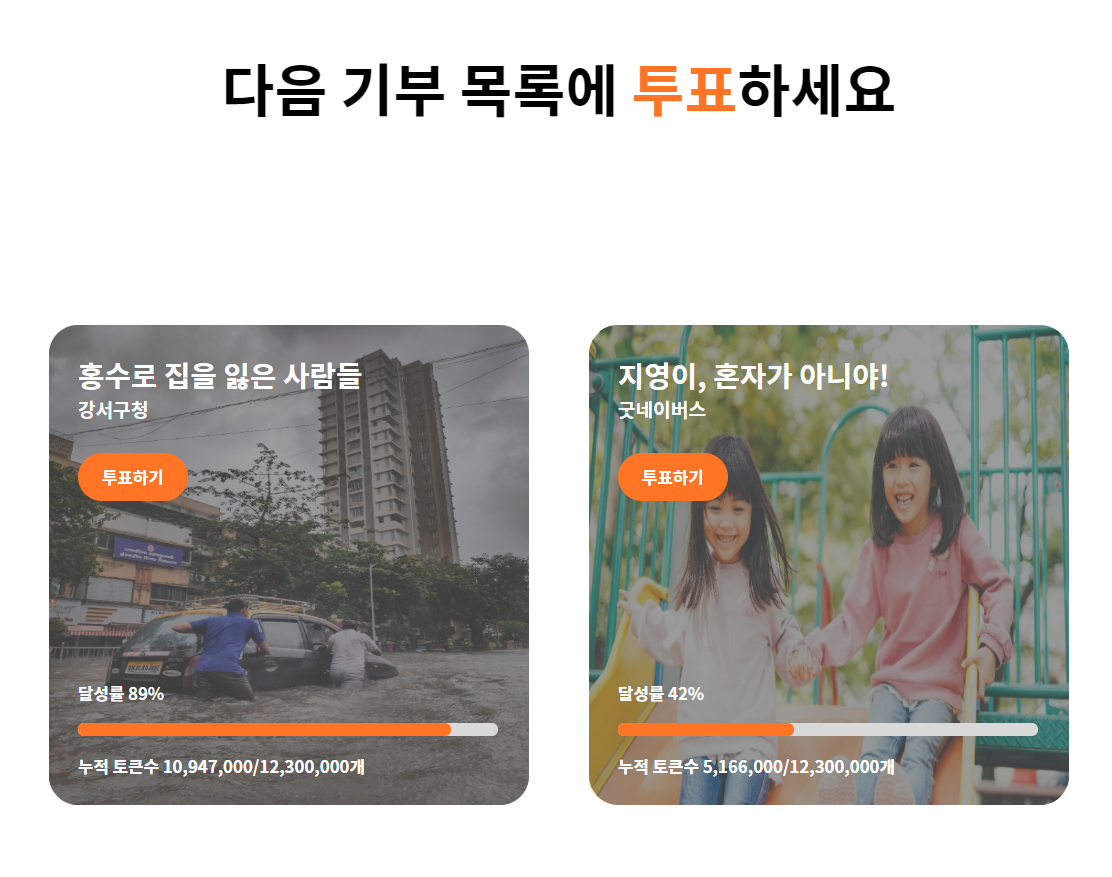 다음 기부 목록에 투표하세요
홍수로 집을 잃은 사람들
강서구청
투표하기
달성률 89%
누적 토큰수 10,947,000/12,300,000개
지영이, 혼자가 아니야!
굿네이버스
투표하기
달성률 42%
누적 토큰수 5,166,000/12,300,000개